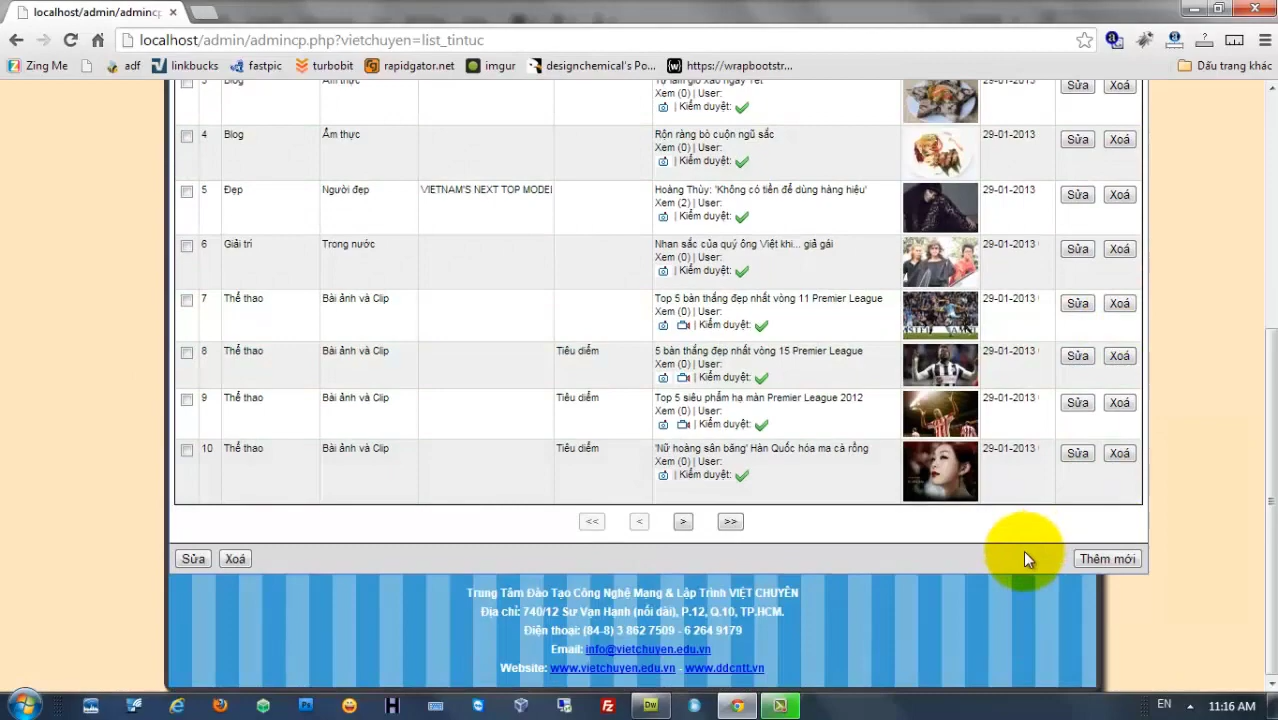 localhost/admin/admincp
localhost/admin/admincp.php?vietchuyen=list_tintuc
Zing Me adf linkbucks fastpic turbobit rapidgator.net imgur designchemical's Po... https://wrapbootstr... Dấu trang khác
Xem (0) | User:
| Kiểm duyệt:
Sửa Xoá
4 Blog Ẩm thực Rộn ràng bò cuộn ngũ sắc 29-01-2013 Sửa Xoá
Xem (0) | User:
| Kiểm duyệt:
5 Đẹp Người đẹp VIETNAM'S NEXT TOP MODEL Hoàng Thùy: 'Không có tiền để dùng hàng hiệu' 29-01-2013 Sửa Xoá
Xem (2) | User:
| Kiểm duyệt:
6 Giải trí Trong nước Nhan sắc của quý ông Việt khi... giả gái 29-01-2013 Sửa Xoá
Xem (0) | User:
| Kiểm duyệt:
7 Thể thao Bài ảnh và Clip Top 5 bàn thắng đẹp nhất vòng 11 Premier League 29-01-2013 Sửa Xoá
Xem (0) | User:
| Kiểm duyệt:
8 Thể thao Bài ảnh và Clip Tiêu điểm 5 bàn thắng đẹp nhất vòng 15 Premier League 29-01-2013 Sửa Xoá
Xem (0) | User:
| Kiểm duyệt:
9 Thể thao Bài ảnh và Clip Tiêu điểm Top 5 siêu phẩm hạ màn Premier League 2012 29-01-2013 Sửa Xoá
Xem (0) | User:
| Kiểm duyệt:
10 Thể thao Bài ảnh và Clip Tiêu điểm 'Nữ hoàng sân băng' Hàn Quốc hóa ma cà rồng 29-01-2013 Sửa Xoá
Xem (0) | User:
| Kiểm duyệt:
<< < > >>
Sửa Xoá Thêm mới
Trung Tâm Đào Tạo Công Nghệ Mạng & Lập Trình VIỆT CHUYÊN
Địa chỉ: 740/12 Sư Vạn Hạnh (nối dài), P.12, Q.10, TP.HCM.
Điện thoại: (84-8) 3 862 7509 - 6 264 9179
Email: info@vietchuyen.edu.vn
Website: www.vietchuyen.edu.vn - www.ddcntt.vn
EN 11:16 AM